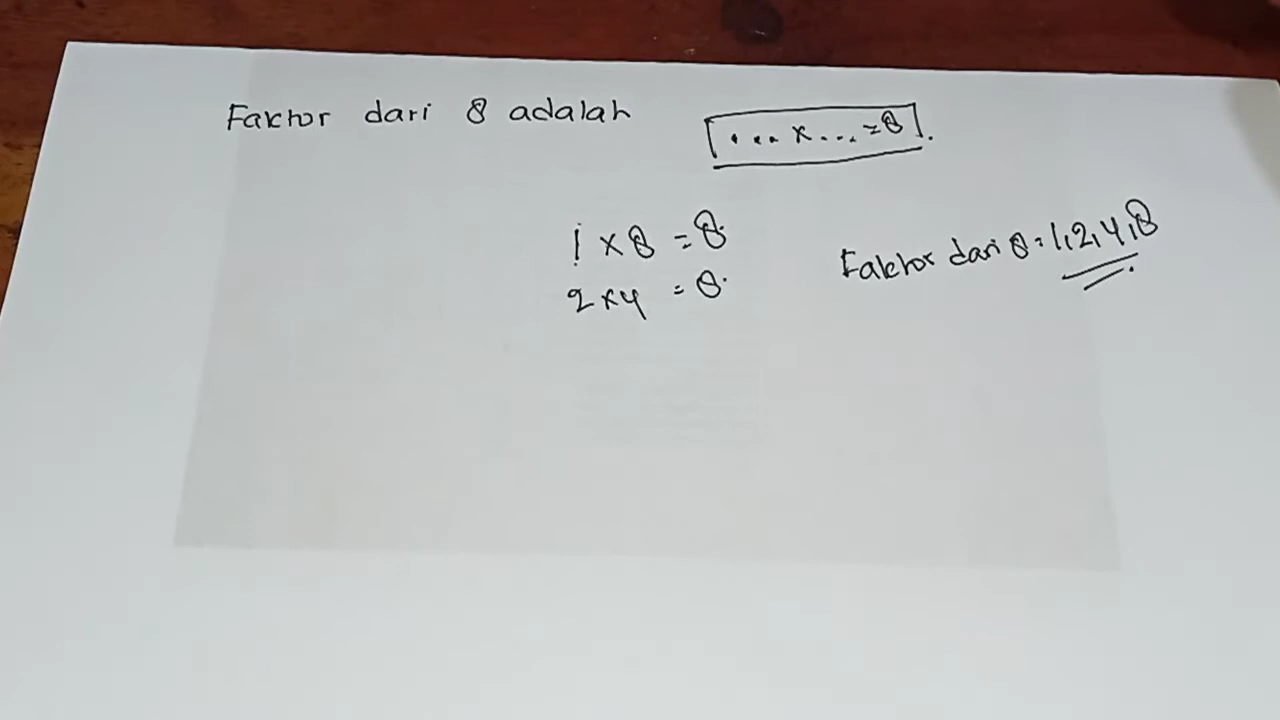 Faktor dari 8 adalah
... x ... = 8.
1 x 8 = 8
2 x 4 = 8
Faktor dari 8 = 1, 2, 4, 8